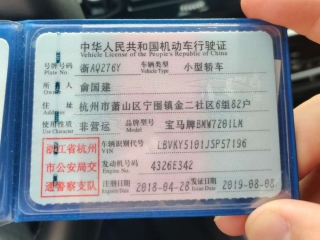 中华人民共和国机动车行驶证
Vehicle License of the People's Republic of China
号牌号码 浙AQ276Y 车辆类型 小型轿车
Plate No. Vehicle Type
所有人 俞国建
Owner
住址 杭州市萧山区宁围镇金二社区6组82户
Address
使用性质 非营运 品牌型号 宝马牌BMW7201LM
Use Character Model
浙江省杭州市公安局交通警察支队
车辆识别代号 LBVKY5101JSP57196
VIN
发动机号码 4326E342
Engine No.
注册日期 2018-04-28 发证日期 2019-08-08
Register Date Issue Date